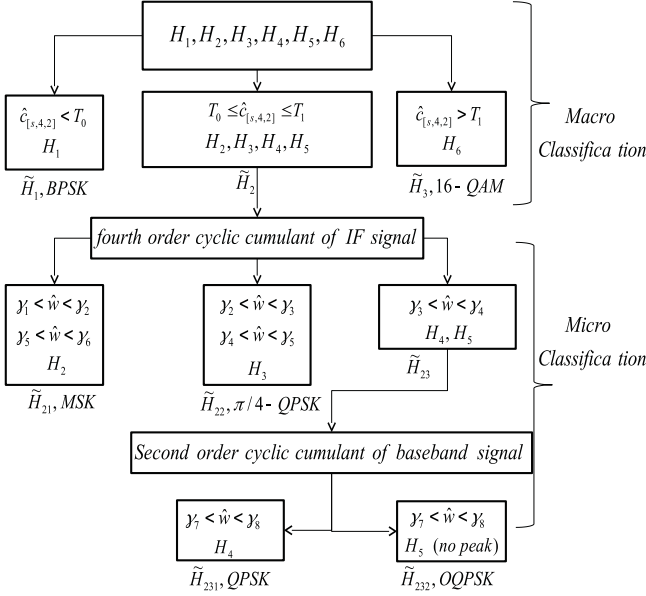 H₁, H₂, H₃, H₄, H₅, H₆
ĉ[s,4,2] < T₀
H₁
T₀ ≤ ĉ[s,4,2] ≤ T₁
H₂, H₃, H₄, H₅
ĉ[s,4,2] > T₁
H₆
Macro
Classifica tion
H̃₁, BPSK
H̃₂
H̃₃, 16 - QAM
fourth order cyclic cumulant of IF signal
γ₁ < ŵ < γ₂
γ₅ < ŵ < γ₆
H₂
γ₂ < ŵ < γ₃
γ₄ < ŵ < γ₅
H₃
γ₃ < ŵ < γ₄
H₄, H₅
Micro
Classifica tion
H̃₂₁, MSK
H̃₂₂, π / 4 - QPSK
H̃₂₃
Second order cyclic cumulant of baseband signal
γ₇ < ŵ < γ₈
H₄
γ₇ < ŵ < γ₈
H₅ (no peak)
H̃₂₃₁, QPSK
H̃₂₃₂, OQPSK